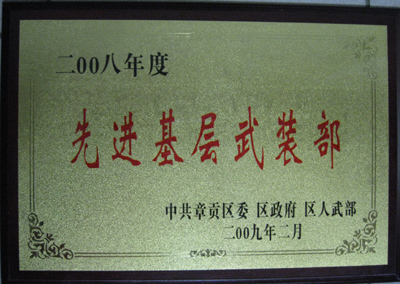 二00八年度
先进基层武装部
中共章贡区委 区政府 区人武部
二00九年二月